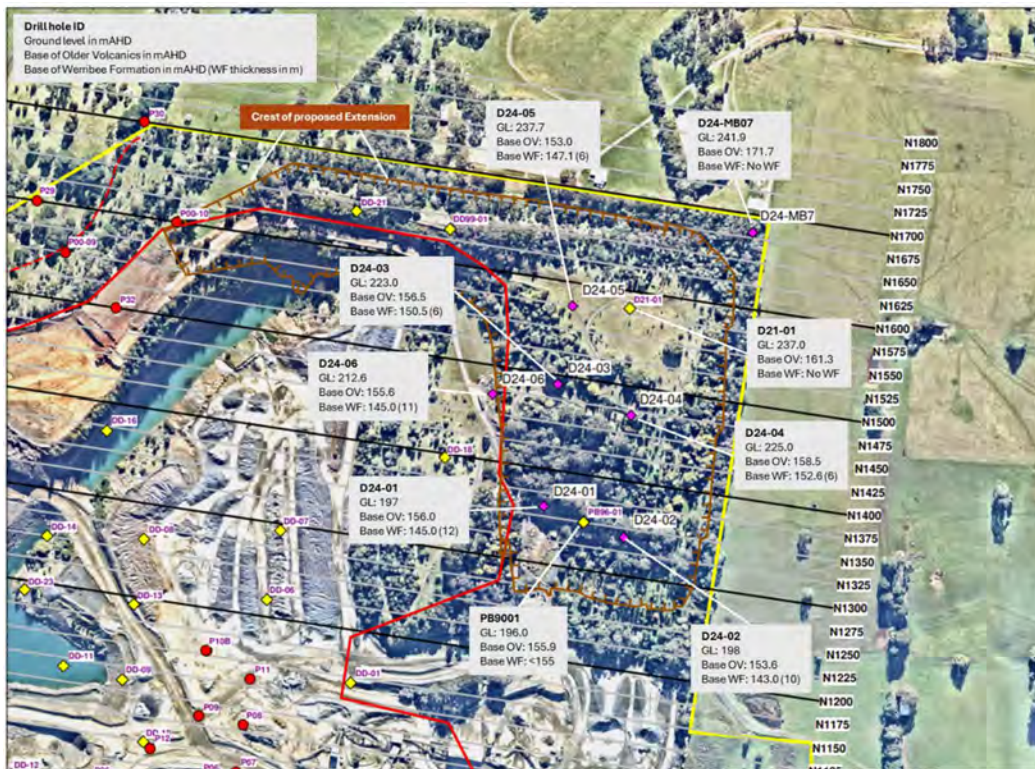 Drill hole ID
Ground level in mAHD
Base of Older Volcanics in mAHD
Base of Werribee Formation in mAHD (WF thickness in m)
Crest of proposed Extension
D24-05
GL: 237.7
Base OV: 153.0
Base WF: 147.1 (6)
D24-MB07
GL: 241.9
Base OV: 171.7
Base WF: No WF
P30
P29
P00-10
P00-09
DD-21
DD99-01
D24-MB7
N1800
N1775
N1750
N1725
N1700
N1675
N1650
N1625
N1600
N1575
N1550
N1525
N1500
N1475
N1450
N1425
N1400
N1375
N1350
N1325
N1300
N1275
N1250
N1225
N1200
N1175
N1150
D24-03
GL: 223.0
Base OV: 156.5
Base WF: 150.5 (6)
P32
D24-05
D21-01
D21-01
GL: 237.0
Base OV: 161.3
Base WF: No WF
D24-06
GL: 212.6
Base OV: 155.6
Base WF: 145.0 (11)
D24-06
D24-03
D24-04
D24-04
GL: 225.0
Base OV: 158.5
Base WF: 152.6 (6)
DD-16
DD-18
D24-01
GL: 197
Base OV: 156.0
Base WF: 145.0 (12)
D24-01
PB96-01
D24-02
DD-14
DD-08
DD-07
DD-23
DD-13
DD-06
PB9001
GL: 196.0
Base OV: 155.9
Base WF: <155
D24-02
GL: 198
Base OV: 153.6
Base WF: 143.0 (10)
P10B
DD-11
DD-09
P11
DD-01
P09
P08
P12
DD-12
P07